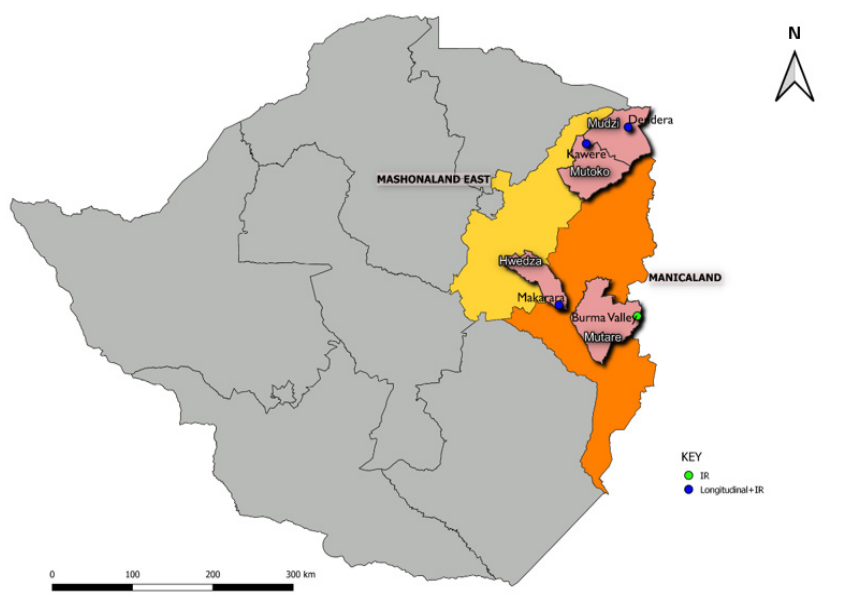 N
Mudzi
Dendera
Kawere
Mutoko
MASHONALAND EAST
Hwedza
MANICALAND
Makarara
Burma Valley
Mutare
KEY
IR
Longitudinal+IR
0 100 200 300 km